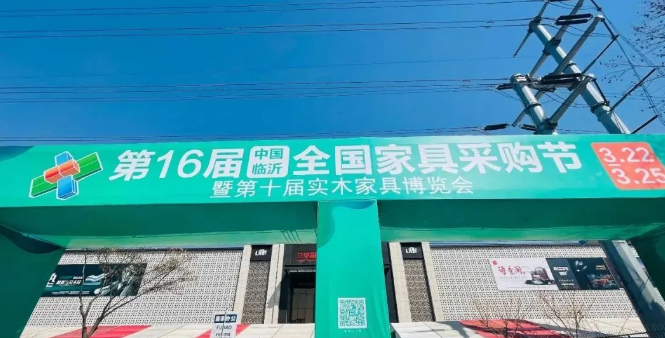 第16届 中国临沂 全国家具采购节
3.22
3.25
暨第十届实木家具博览会